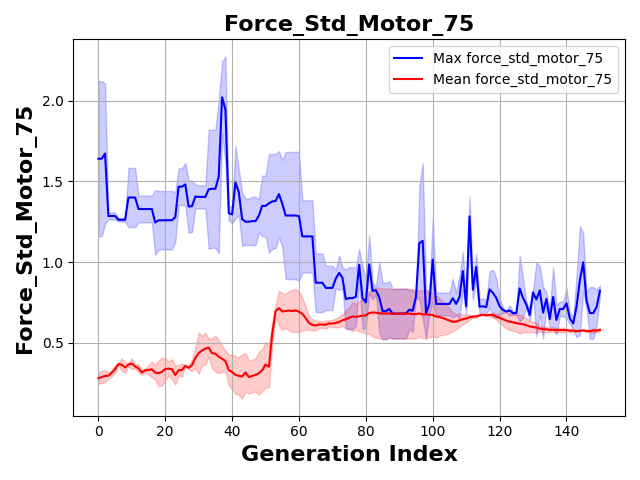 Force_Std_Motor_75
Max force_std_motor_75
Mean force_std_motor_75
Force_Std_Motor_75
2.0
1.5
1.0
0.5
0 20 40 60 80 100 120 140
Generation Index